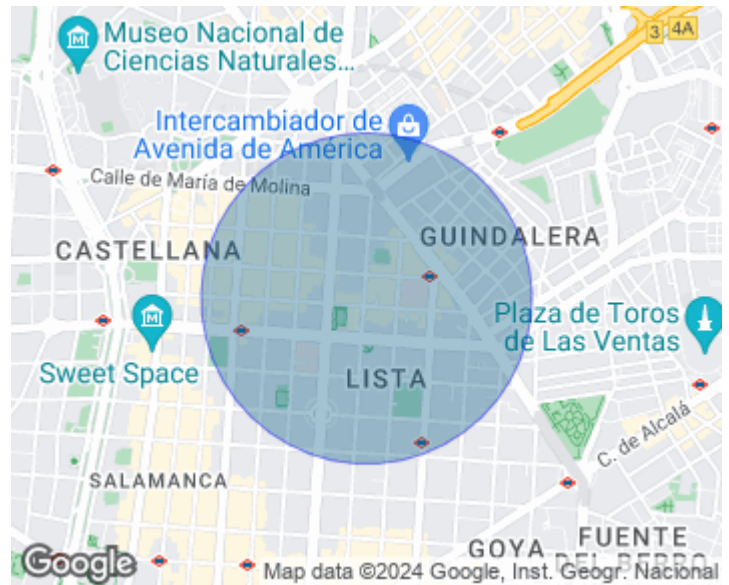 Museo Nacional de
Ciencias Naturales...
3
4A
Intercambiador de
Avenida de América
Calle de María de Molina
GUINDALERA
CASTELLANA
Plaza de Toros
de Las Ventas
Sweet Space
LISTA
C. de Alcalá
SALAMANCA
GOYA
FUENTE
DEL BERRO
Google
Map data ©2024 Google, Inst. Geogr. Nacional